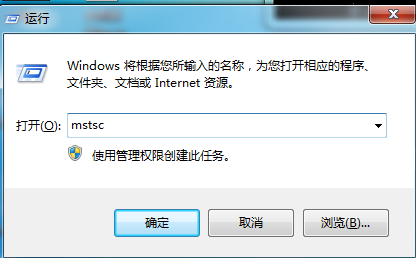 运行
Windows 将根据您所输入的名称，为您打开相应的程序、
文件夹、文档或 Internet 资源。
打开(O): mstsc
使用管理权限创建此任务。
确定 取消 浏览(B)...